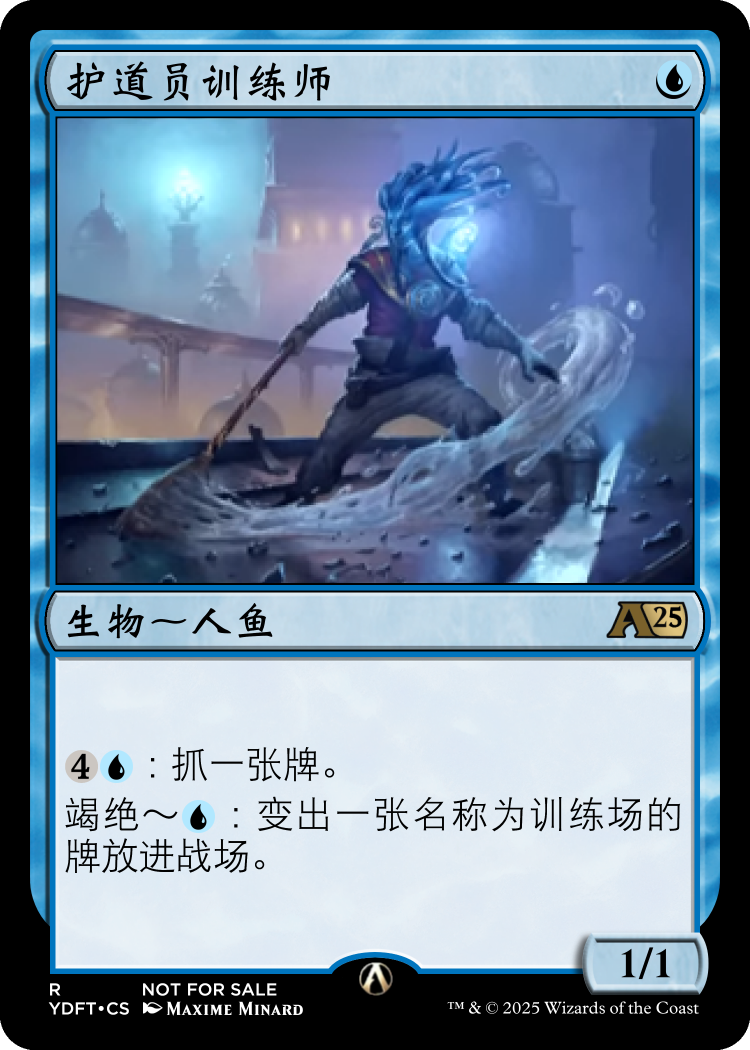 护道员训练师
生物～人鱼
A25
4：抓一张牌。
竭绝～：变出一张名称为训练场的
牌放进战场。
1/1
R NOT FOR SALE
YDFT•CS MAXIME MINARD
™ & © 2025 Wizards of the Coast